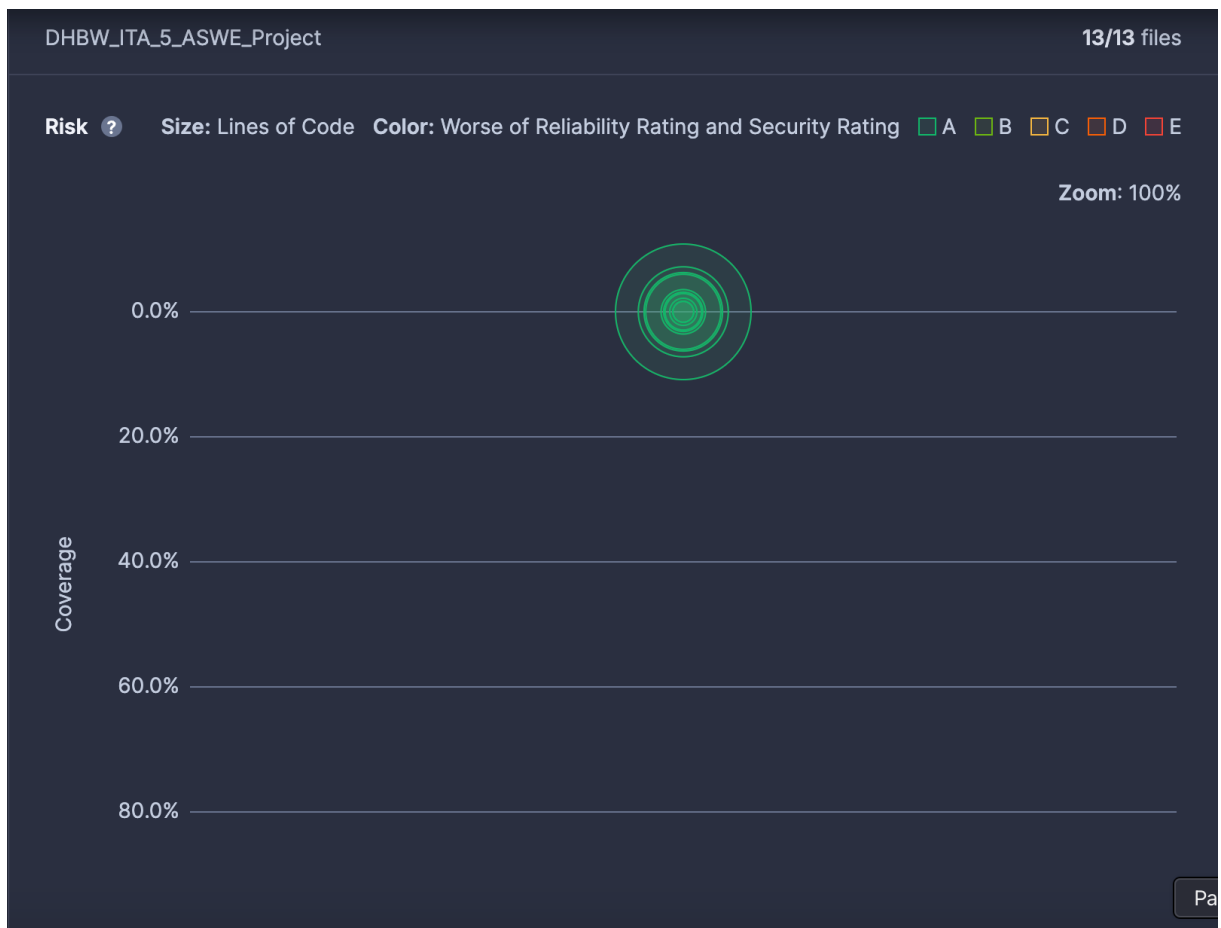 DHBW_ITA_5_ASWE_Project 13/13 files
Risk ? Size: Lines of Code Color: Worse of Reliability Rating and Security Rating A B C D E
Zoom: 100%
0.0%
20.0%
Coverage
40.0%
60.0%
80.0%
Pa